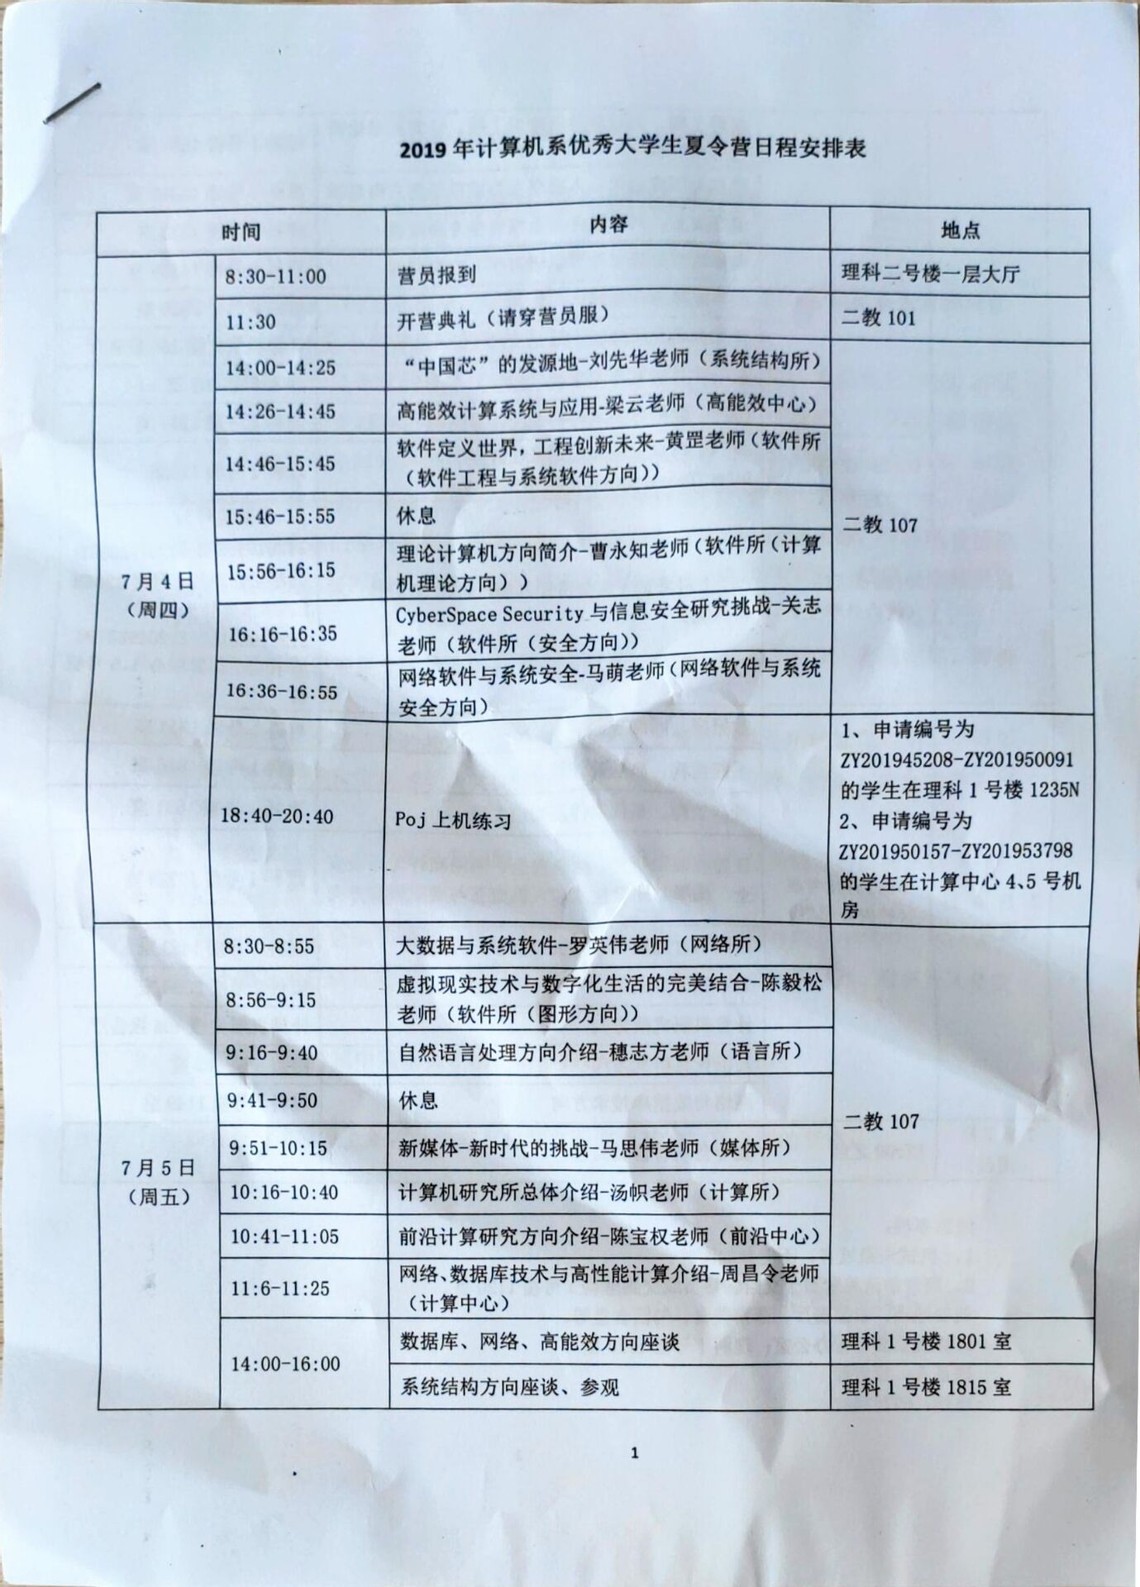 2019 年计算机系优秀大学生夏令营日程安排表
时间 内容 地点
7 月 4 日
（周四）
8:30-11:00 营员报到 理科二号楼一层大厅
11:30 开营典礼（请穿营员服） 二教 101
14:00-14:25 “中国芯”的发源地-刘先华老师（系统结构所）
14:26-14:45 高能效计算系统与应用-梁云老师（高能效中心）
14:46-15:45 软件定义世界，工程创新未来-黄罡老师（软件所
（软件工程与系统软件方向））
15:46-15:55 休息
二教 107
15:56-16:15 理论计算机方向简介-曹永知老师（软件所（计算
机理论方向））
16:16-16:35 CyberSpace Security 与信息安全研究挑战-关志
老师（软件所（安全方向））
16:36-16:55 网络软件与系统安全-马萌老师（网络软件与系统
安全方向）
18:40-20:40 Poj 上机练习
1、申请编号为
ZY201945208-ZY201950091
的学生在理科 1 号楼 1235N
2、申请编号为
ZY201950157-ZY201953798
的学生在计算中心 4、5 号机
房
7 月 5 日
（周五）
8:30-8:55 大数据与系统软件-罗英伟老师（网络所）
8:56-9:15 虚拟现实技术与数字化生活的完美结合-陈毅松
老师（软件所（图形方向））
9:16-9:40 自然语言处理方向介绍-穗志方老师（语言所）
9:41-9:50 休息
二教 107
9:51-10:15 新媒体-新时代的挑战-马思伟老师（媒体所）
10:16-10:40 计算机研究所总体介绍-汤帜老师（计算所）
10:41-11:05 前沿计算研究方向介绍-陈宝权老师（前沿中心）
11:6-11:25 网络、数据库技术与高性能计算介绍-周昌令老师
（计算中心）
14:00-16:00 数据库、网络、高能效方向座谈 理科 1 号楼 1801 室
系统结构方向座谈、参观 理科 1 号楼 1815 室
1